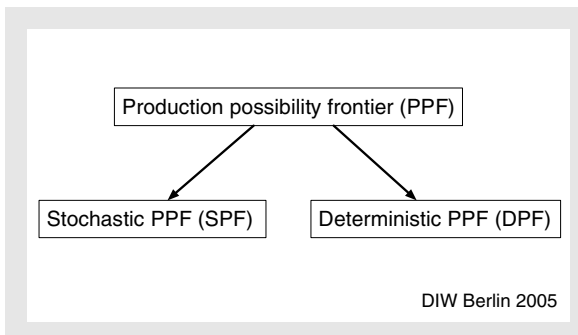 Production possibility frontier (PPF)
Stochastic PPF (SPF)
Deterministic PPF (DPF)
DIW Berlin 2005